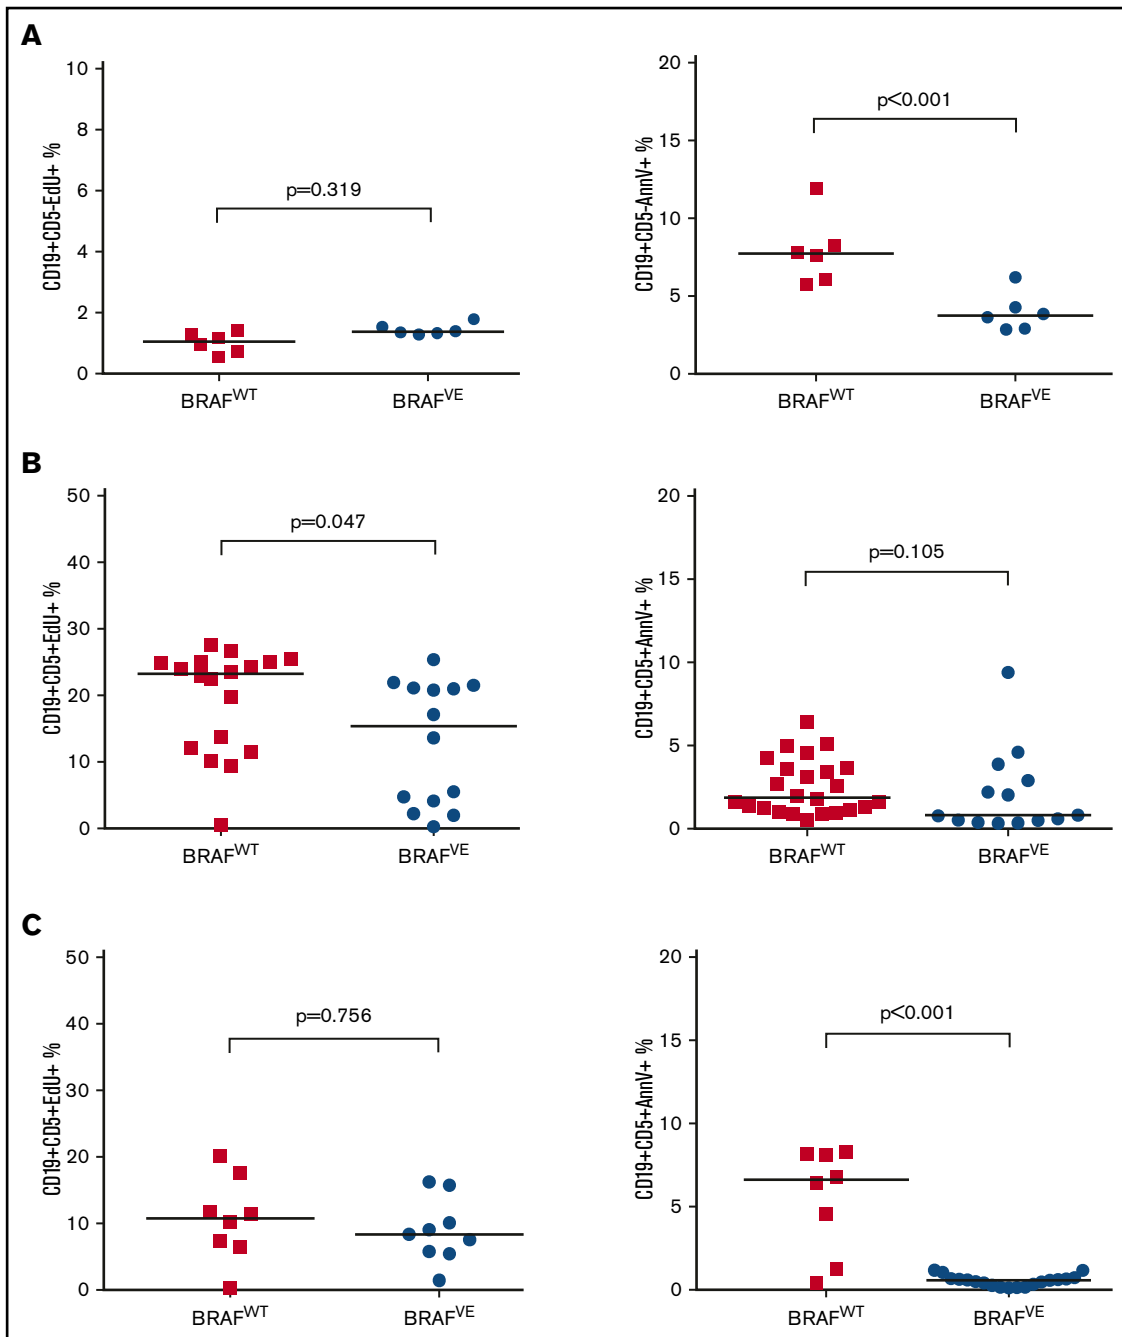 A
CD19+CD5-EdU+ %
10
8
6
4
2
0
p=0.319
BRAFWT
BRAFVE
CD19+CD5-AnnV+ %
20
15
10
5
0
p<0.001
BRAFWT
BRAFVE
B
CD19+CD5+EdU+ %
50
40
30
20
10
0
p=0.047
BRAFWT
BRAFVE
CD19+CD5+AnnV+ %
20
15
10
5
0
p=0.105
BRAFWT
BRAFVE
C
CD19+CD5+EdU+ %
50
40
30
20
10
0
p=0.756
BRAFWT
BRAFVE
CD19+CD5+AnnV+ %
20
15
10
5
0
p<0.001
BRAFWT
BRAFVE